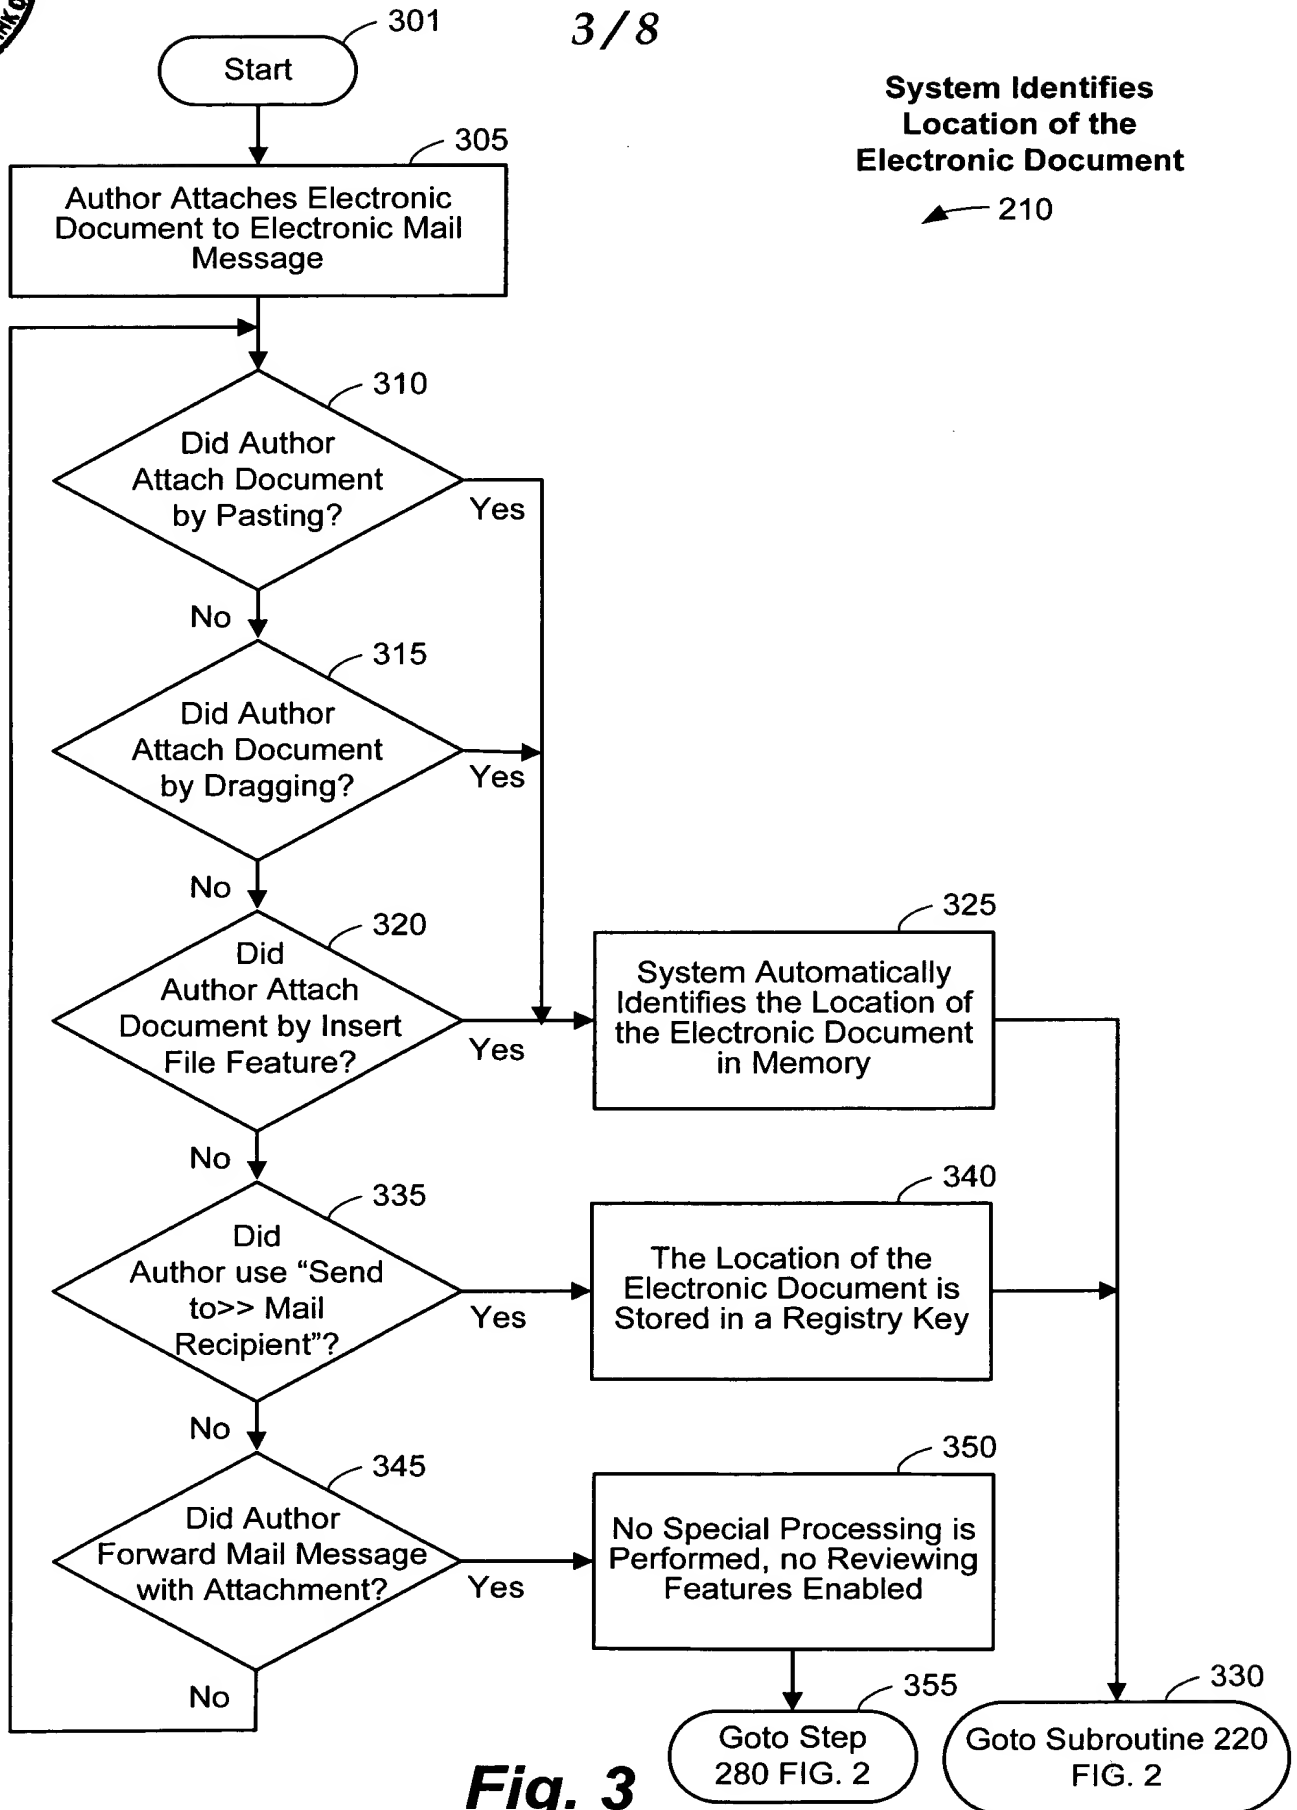 301
3/8
Start
System Identifies
Location of the
Electronic Document
210
305
Author Attaches Electronic
Document to Electronic Mail
Message
310
Did Author
Attach Document
by Pasting?
Yes
No
315
Did Author
Attach Document
by Dragging?
Yes
No
320
Did
Author Attach
Document by Insert
File Feature?
Yes
325
System Automatically
Identifies the Location of
the Electronic Document
in Memory
No
335
Did
Author use “Send
to>> Mail
Recipient”?
Yes
340
The Location of the
Electronic Document is
Stored in a Registry Key
No
345
Did Author
Forward Mail Message
with Attachment?
Yes
350
No Special Processing is
Performed, no Reviewing
Features Enabled
No
355
Goto Step
280 FIG. 2
330
Goto Subroutine 220
FIG. 2
Fig. 3